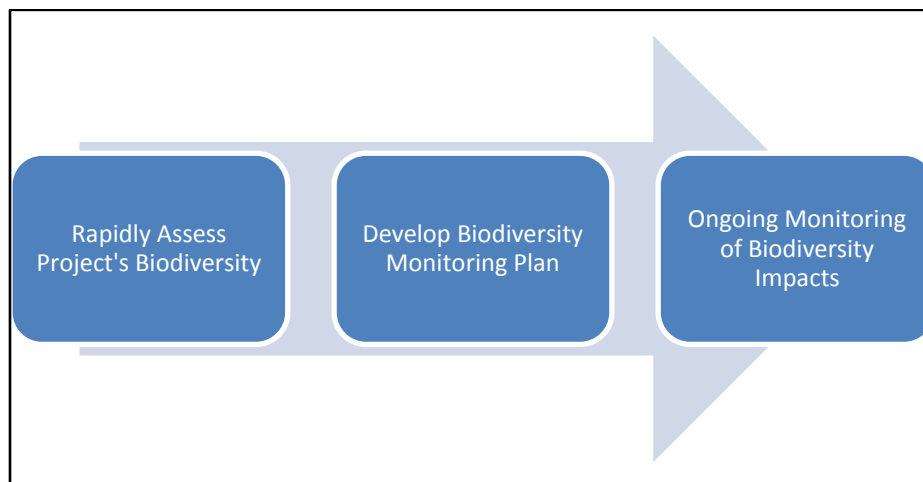 Rapidly Assess
Project's Biodiversity
Develop Biodiversity
Monitoring Plan
Ongoing Monitoring
of Biodiversity
Impacts